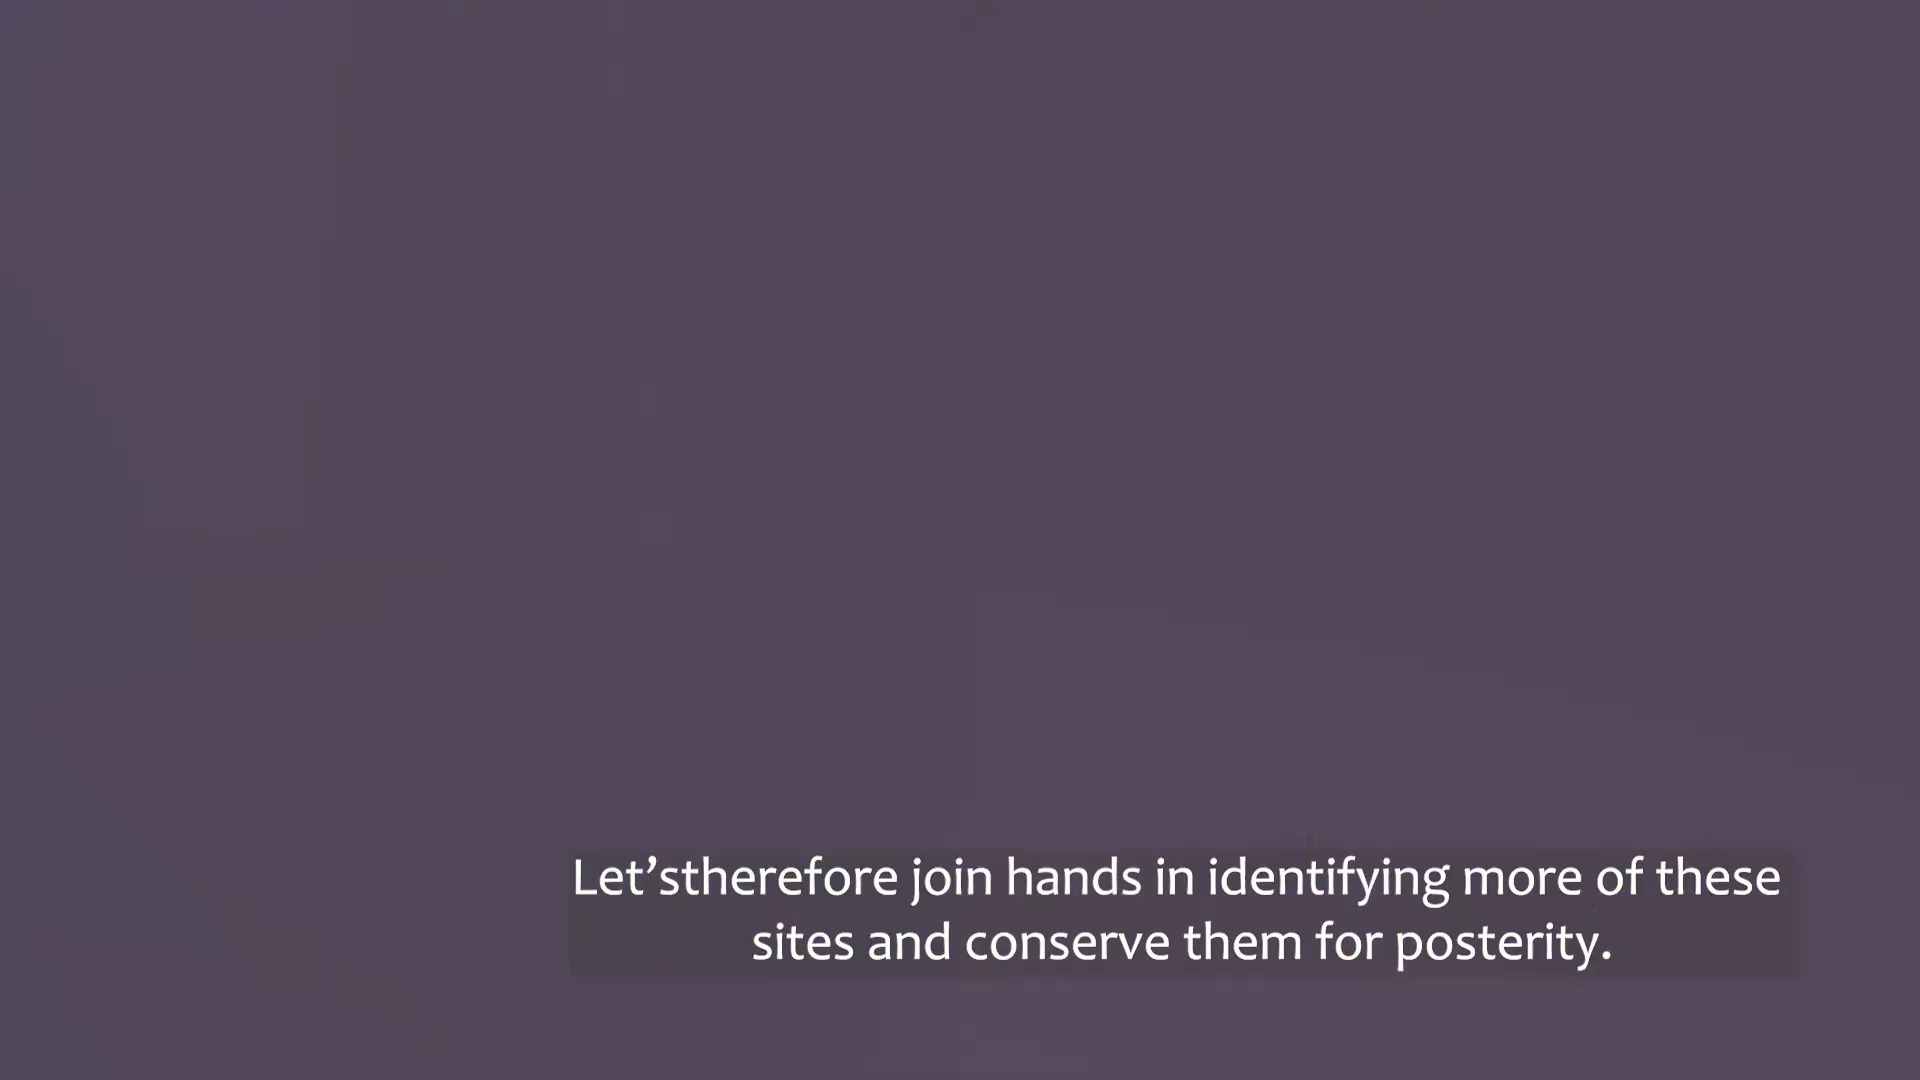 Let’stherefore join hands in identifying more of these
sites and conserve them for posterity.